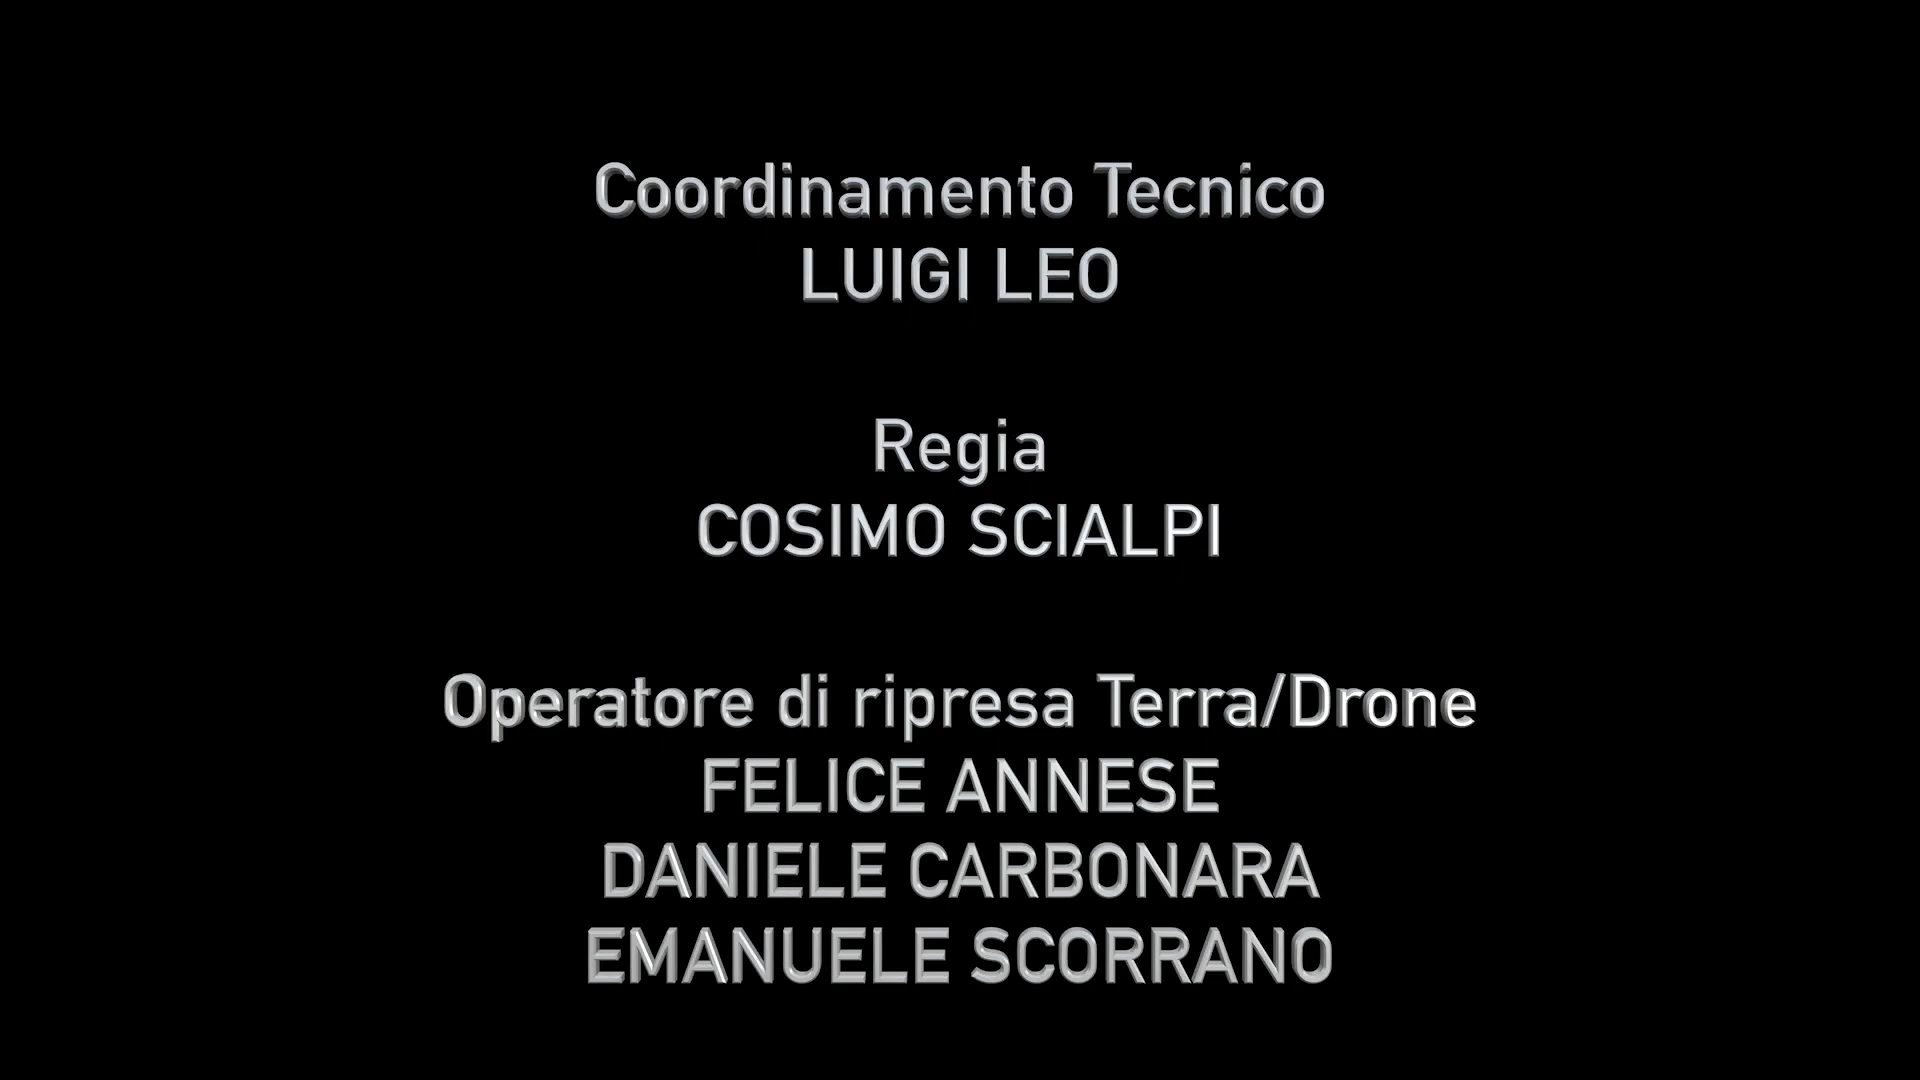 Coordinamento Tecnico
LUIGI LEO
Regia
COSIMO SCIALPI
Operatore di ripresa Terra/Drone
FELICE ANNESE
DANIELE CARBONARA
EMANUELE SCORRANO